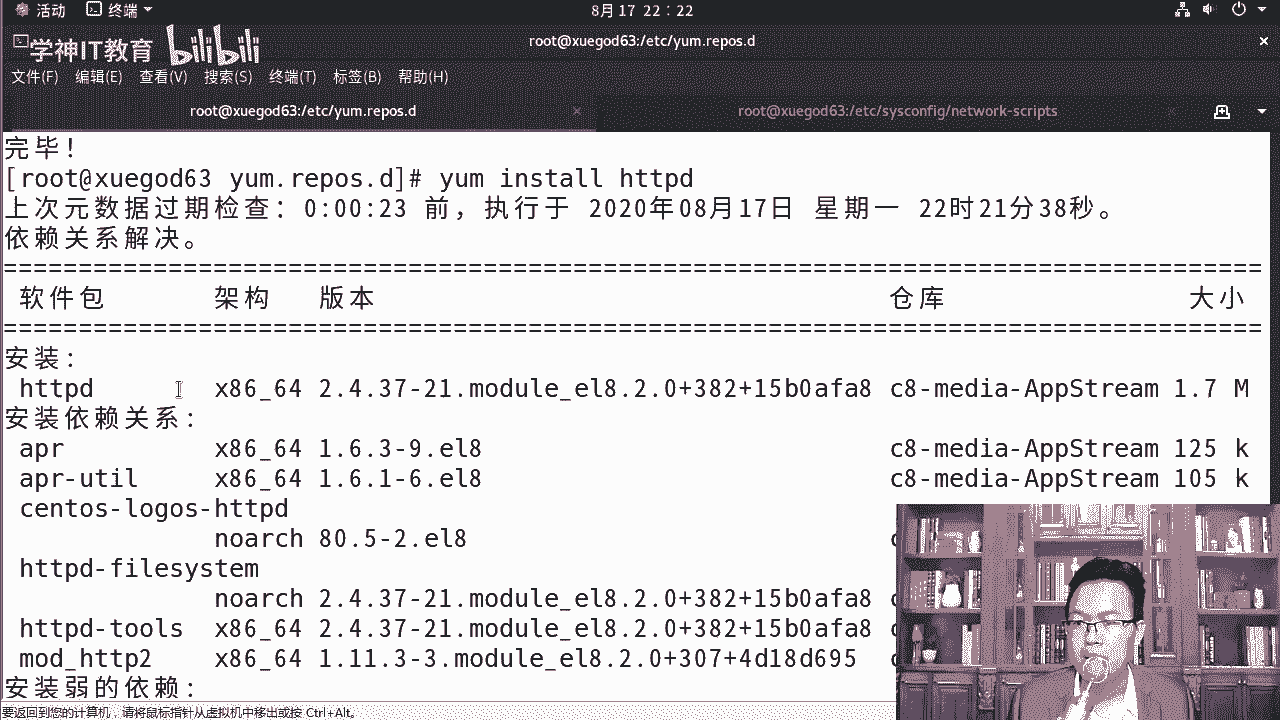 活动 终端 8月 17 22:22
学神IT教育 bilibili
root@xuegod63:/etc/yum.repos.d
文件(F) 编辑(E) 查看(V) 搜索(S) 终端(T) 标签(B) 帮助(H)
root@xuegod63:/etc/yum.repos.d root@xuegod63:/etc/sysconfig/network-scripts
完毕!
[root@xuegod63 yum.repos.d]# yum install httpd
上次元数据过期检查:0:00:23 前,执行于 2020年08月17日 星期一 22时21分38秒。
依赖关系解决。
================================================================================
软件包 架构 版本 仓库 大小
================================================================================
安装:
httpd x86_64 2.4.37-21.module_el8.2.0+382+15b0afa8 c8-media-AppStream 1.7 M
安装依赖关系:
apr x86_64 1.6.3-9.el8 c8-media-AppStream 125 k
apr-util x86_64 1.6.1-6.el8 c8-media-AppStream 105 k
centos-logos-httpd
noarch 80.5-2.el8
httpd-filesystem
noarch 2.4.37-21.module_el8.2.0+382+15b0afa8
httpd-tools x86_64 2.4.37-21.module_el8.2.0+382+15b0afa8
mod_http2 x86_64 1.11.3-3.module_el8.2.0+307+4d18d695
安装弱的依赖:
要返回到您的计算机,请将鼠标指针从虚拟机中移出或按 Ctrl+Alt。